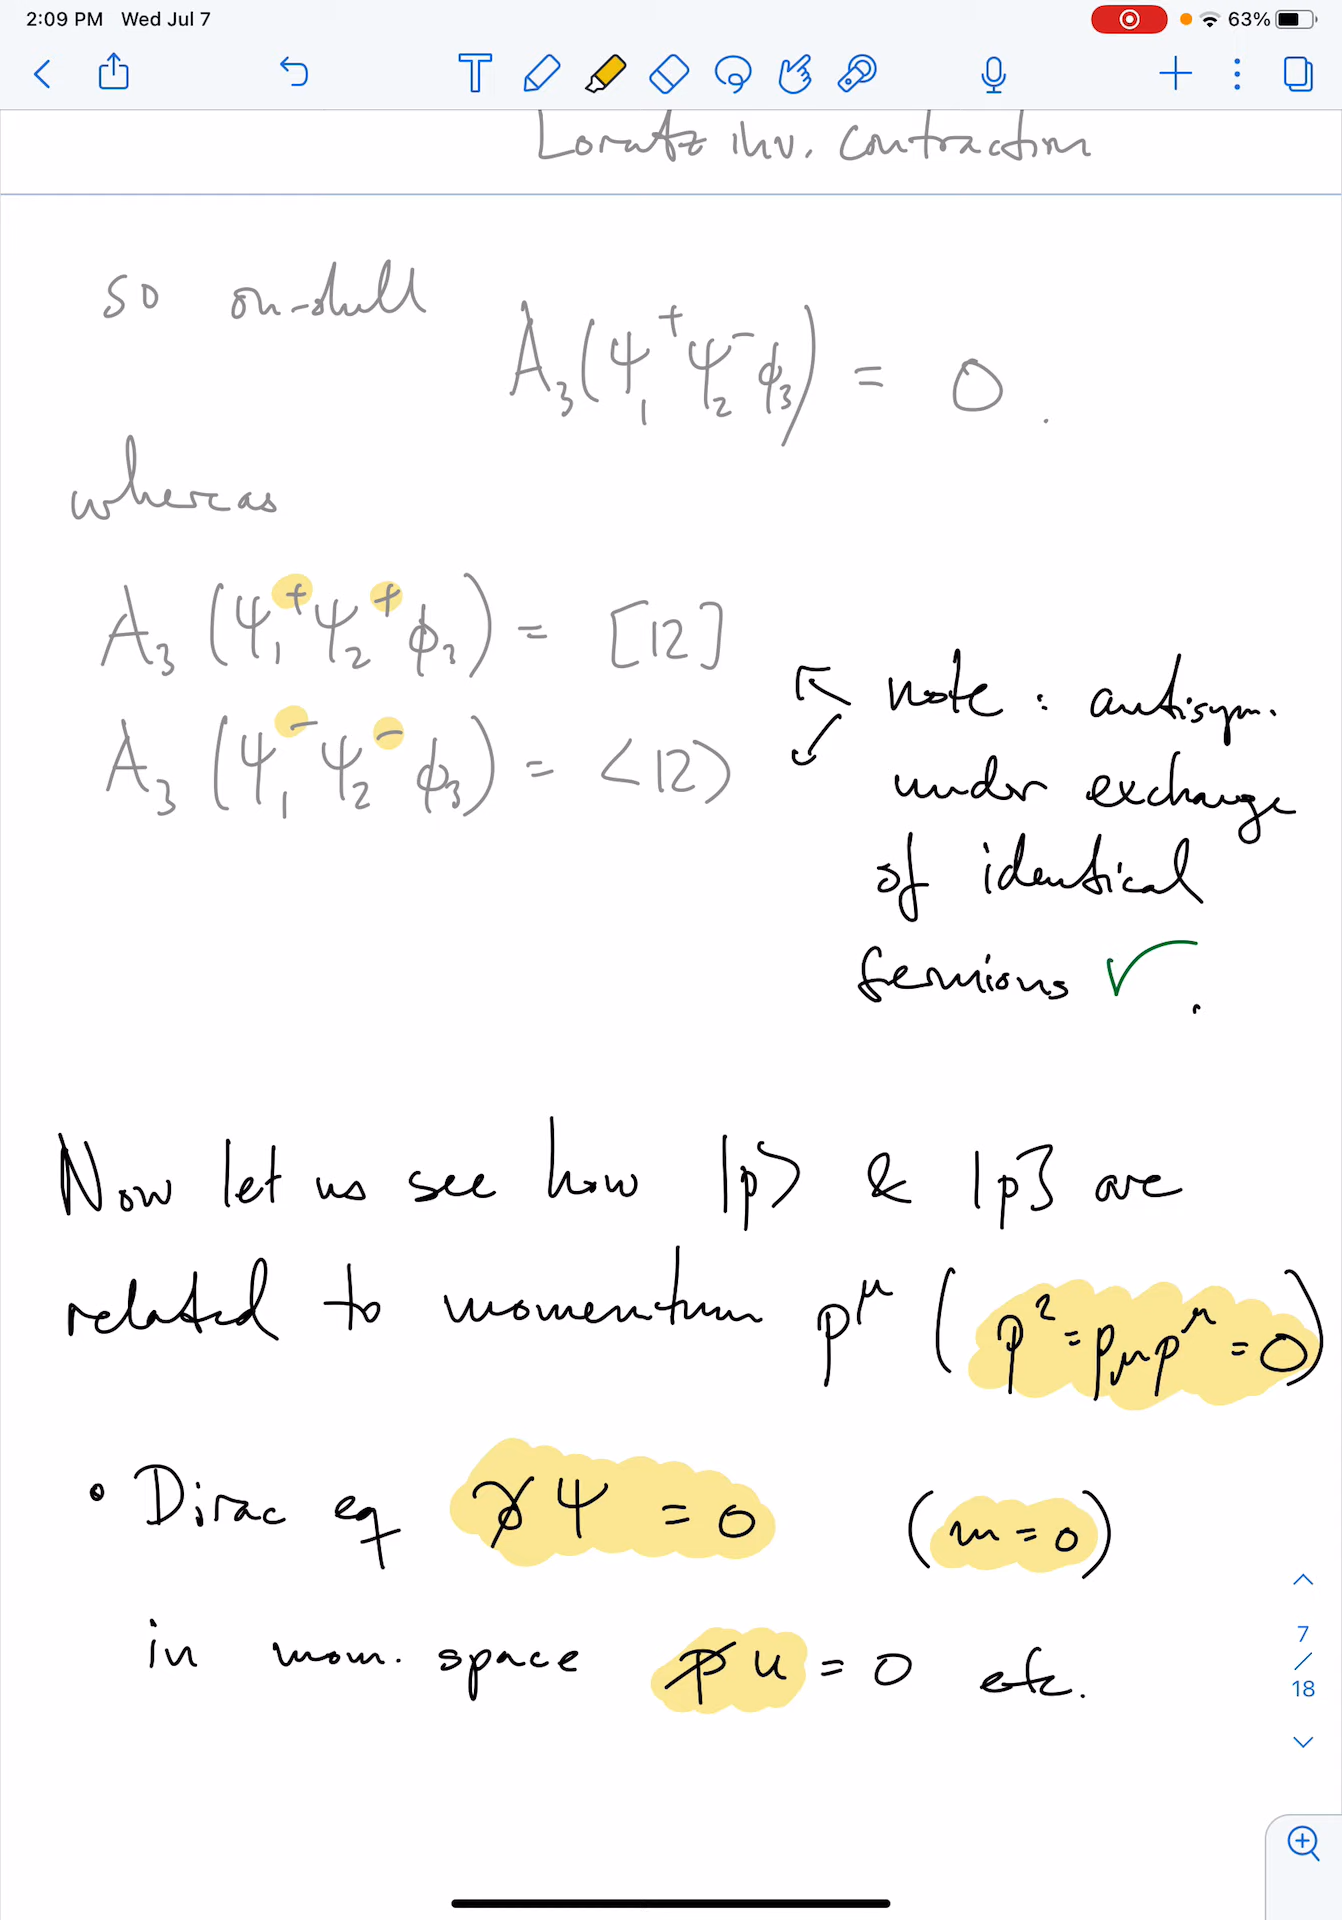 2:09 PM Wed Jul 7 63%
Lorentz inv. contraction
so on-shell
A₃(ψ₁⁺ψ₂⁻ϕ₃) = 0.
whereas
A₃(ψ₁⁺ψ₂⁺ϕ₃) = [12]
A₃(ψ₁⁻ψ₂⁻ϕ₃) = <12>
↖ note : antisym.
↙ under exchange
of identical
fermions ✓.
Now let us see how |p> & |p] are
related to momentum p^μ (p² = p_μ p^μ = 0)
• Dirac eq ∂̸ψ = 0 (m = 0)
in mom. space p̸ u = 0 etc.
7
/
18